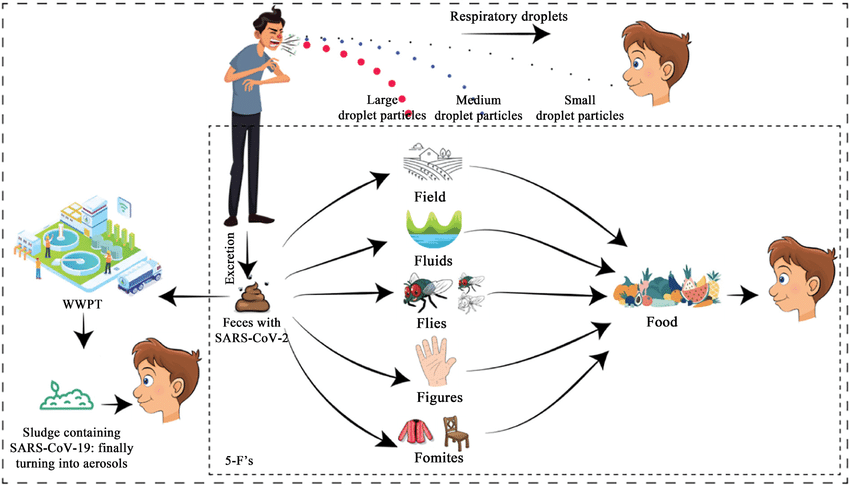 Respiratory droplets
Large
droplet particles
Medium
droplet particles
Small
droplet particles
Field
Excretion
Fluids
WWPT
Feces with
SARS-CoV-2
Flies
Food
Figures
Sludge containing
SARS-CoV-19: finally
turning into aerosols
Fomites
5-F's